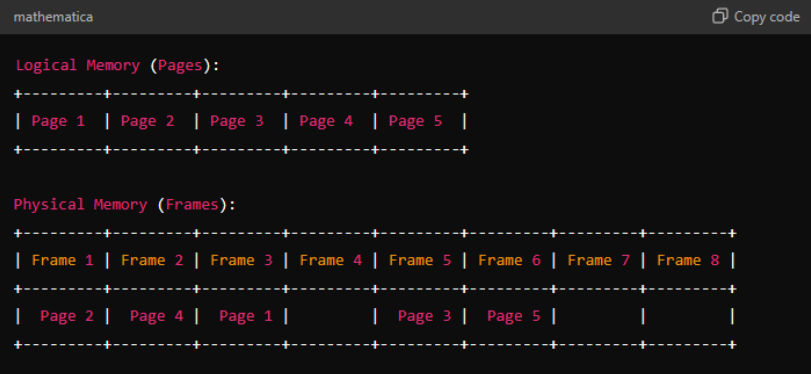 mathematica Copy code
Logical Memory (Pages):
+---------+---------+---------+---------+---------+
| Page 1  | Page 2  | Page 3  | Page 4  | Page 5  |
+---------+---------+---------+---------+---------+
Physical Memory (Frames):
+---------+---------+---------+---------+---------+---------+---------+---------+
| Frame 1 | Frame 2 | Frame 3 | Frame 4 | Frame 5 | Frame 6 | Frame 7 | Frame 8 |
+---------+---------+---------+---------+---------+---------+---------+---------+
|  Page 2 |  Page 4 |  Page 1 |         |  Page 3 |  Page 5 |         |         |
+---------+---------+---------+---------+---------+---------+---------+---------+